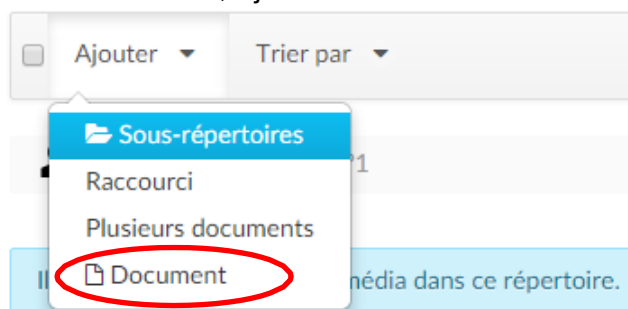 Ajouter Trier par
Sous-répertoires
Raccourci
Plusieurs documents
Document
média dans ce répertoire.